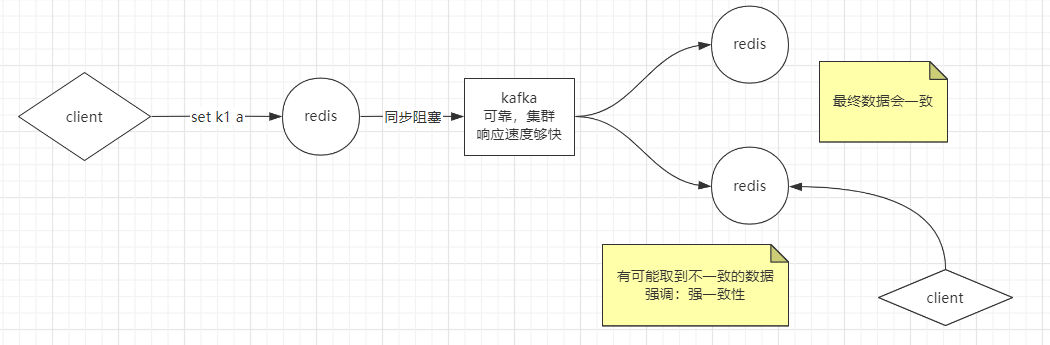 client
set k1 a
redis
同步阻塞
kafka
可靠，集群
响应速度够快
redis
最终数据会一致
redis
有可能取到不一致的数据
强调：强一致性
client